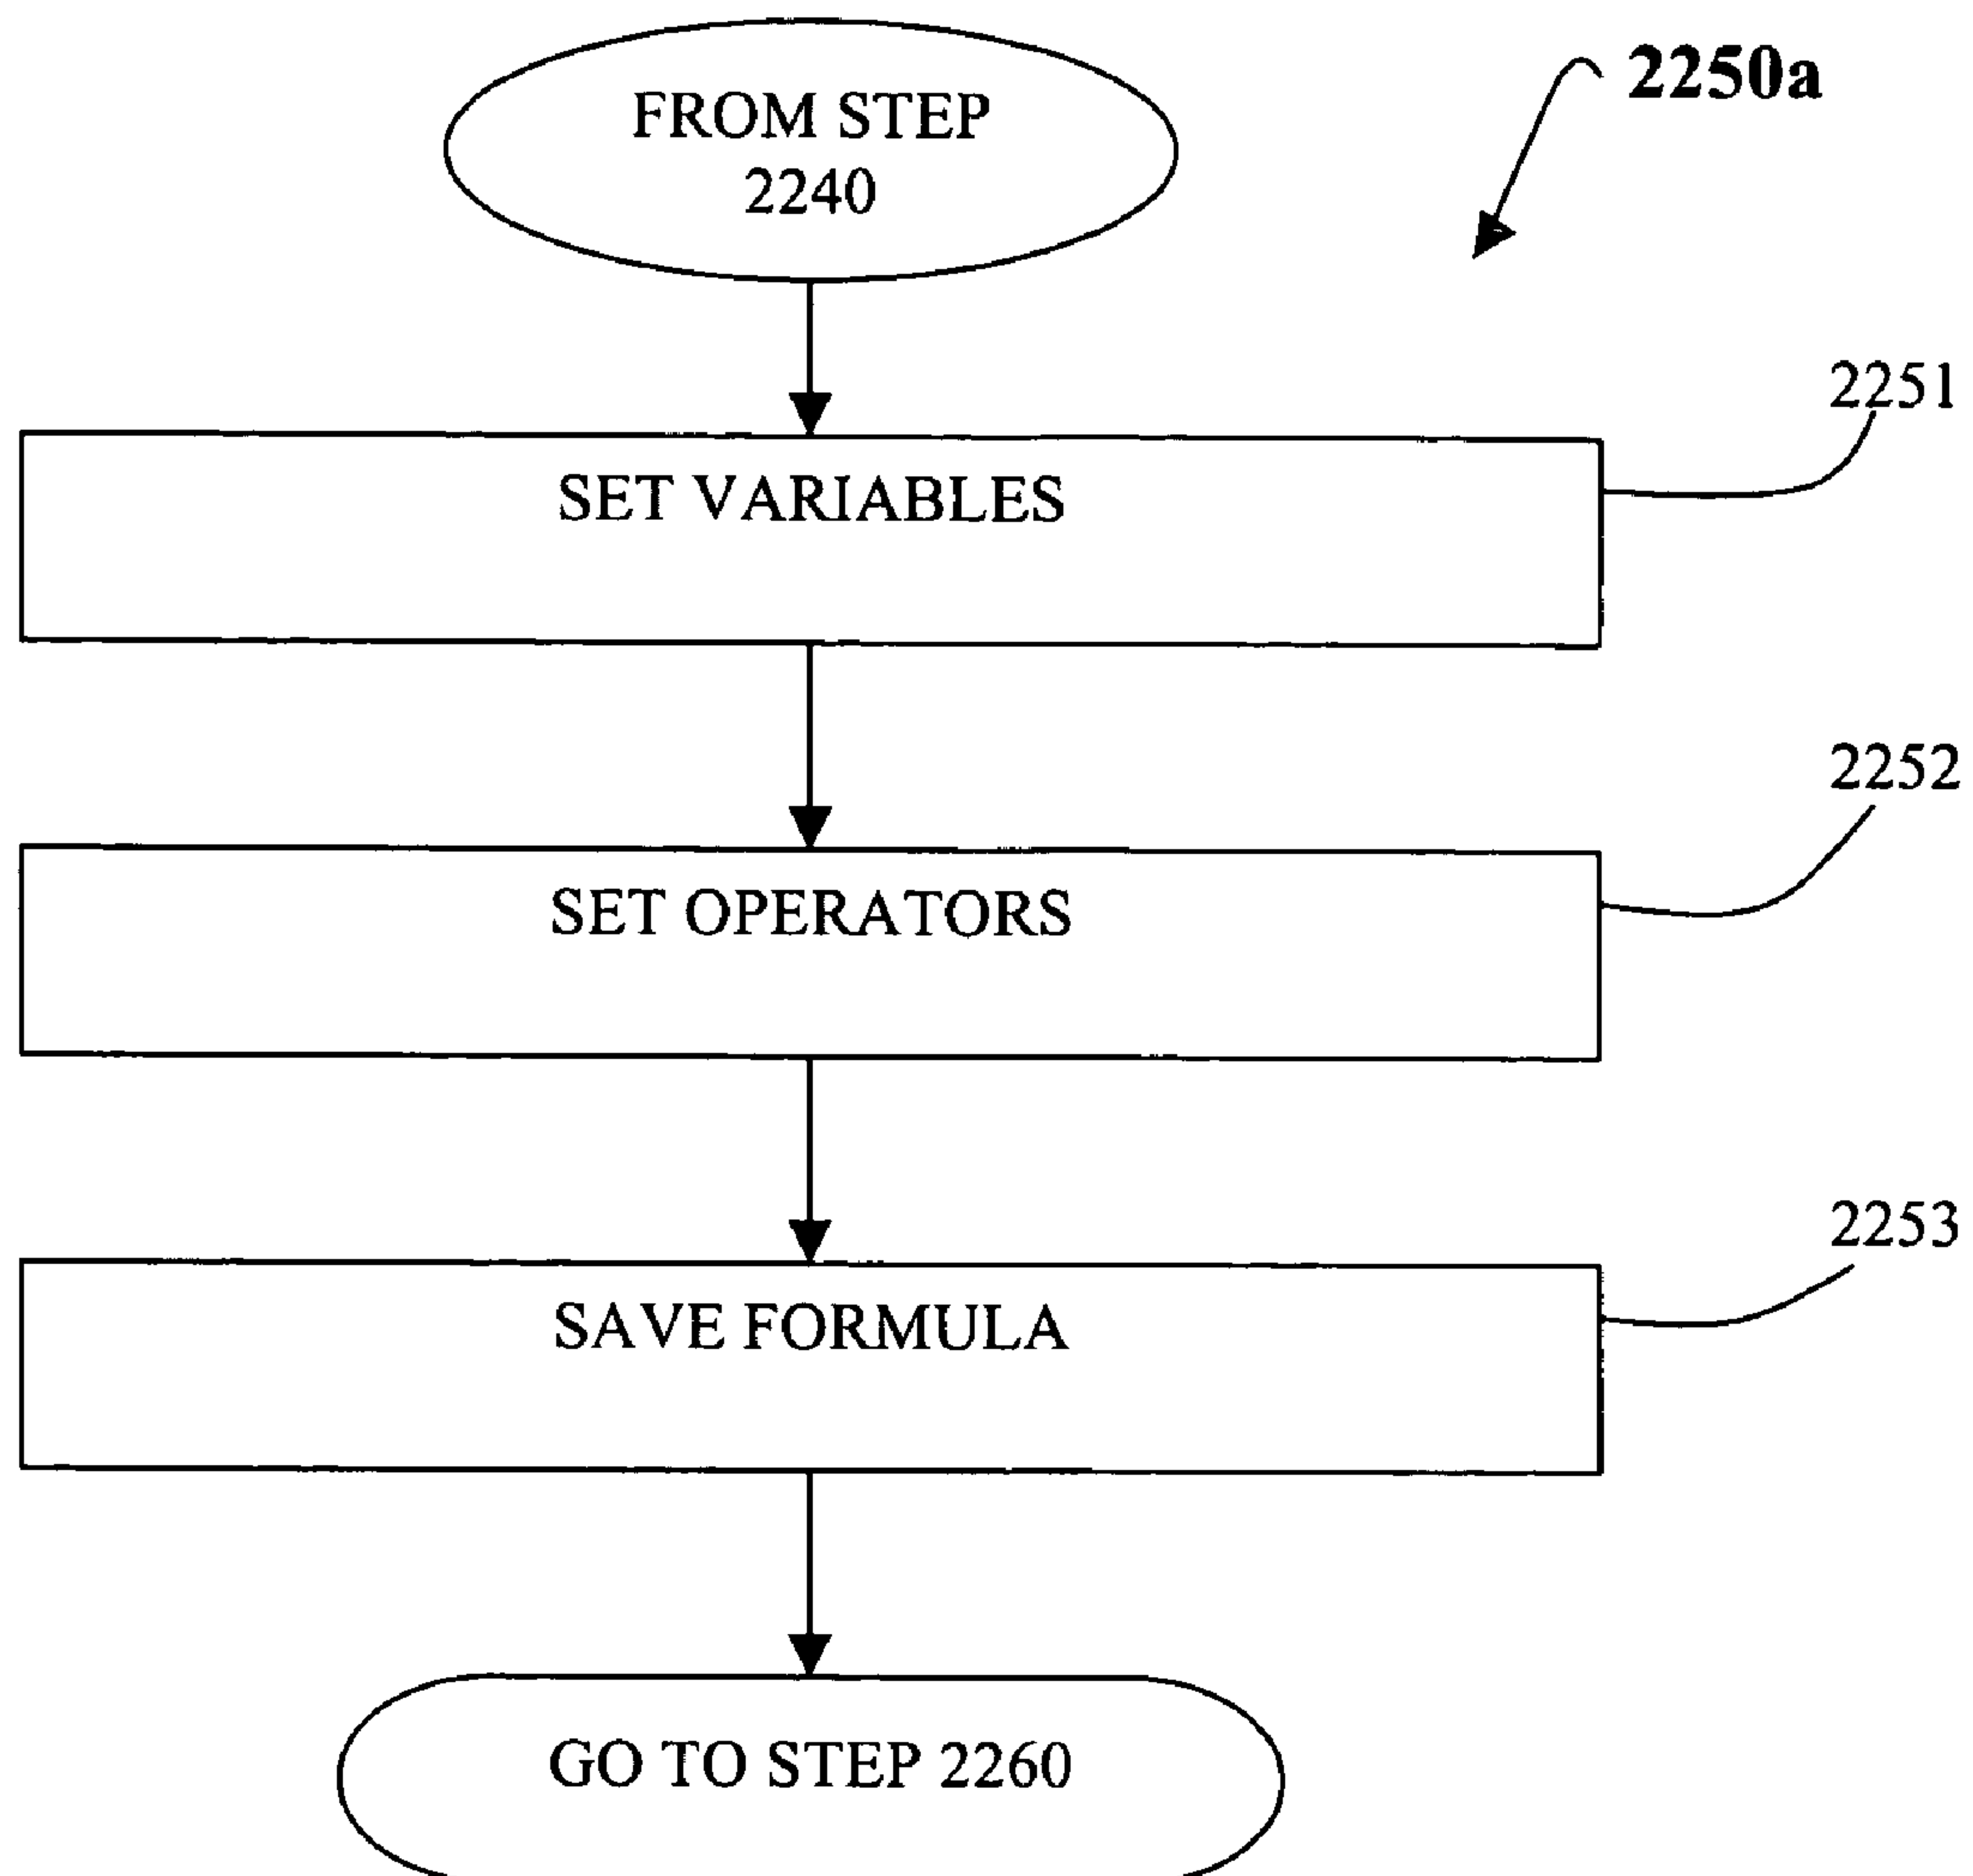 FROM STEP
2240
2250a
2251
SET VARIABLES
2252
SET OPERATORS
2253
SAVE FORMULA
GO TO STEP 2260